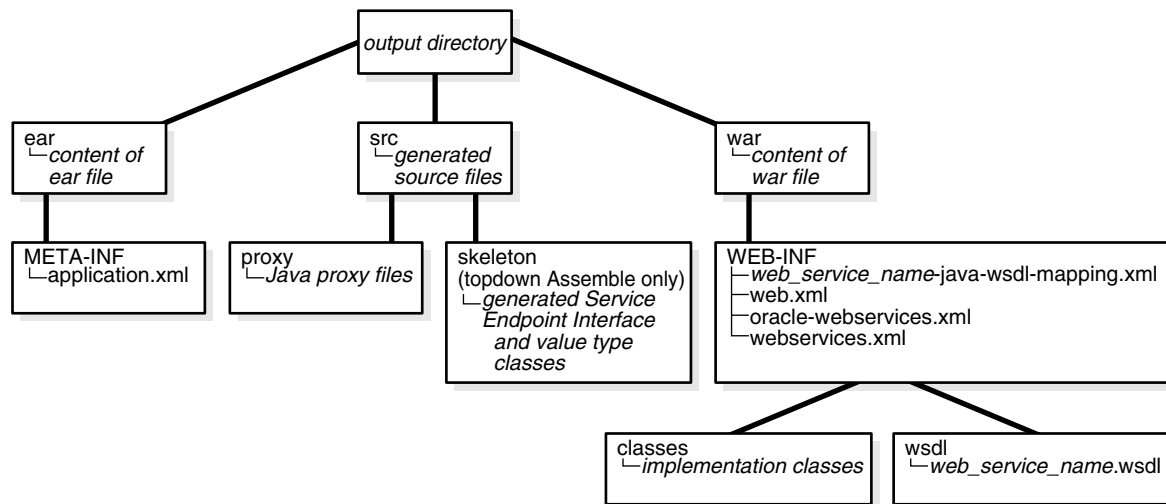 output directory
ear
content of
ear file
src
generated
source files
war
content of
war file
META-INF
application.xml
proxy
Java proxy files
skeleton
(topdown Assemble only)
generated Service
Endpoint Interface
and value type
classes
WEB-INF
web_service_name-java-wsdl-mapping.xml
web.xml
oracle-webservices.xml
webservices.xml
classes
implementation classes
wsdl
web_service_name.wsdl